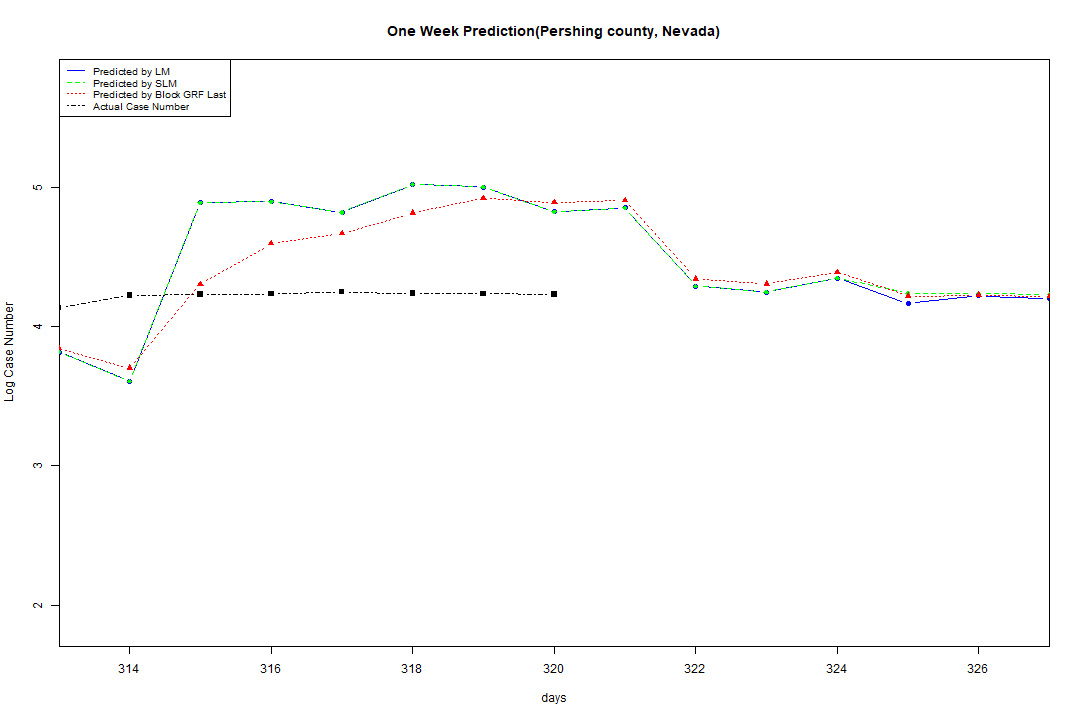 One Week Prediction(Pershing county, Nevada)
Predicted by LM
Predicted by SLM
Predicted by Block GRF Last
Actual Case Number
5
4
3
2
Log Case Number
314 316 318 320 322 324 326
days